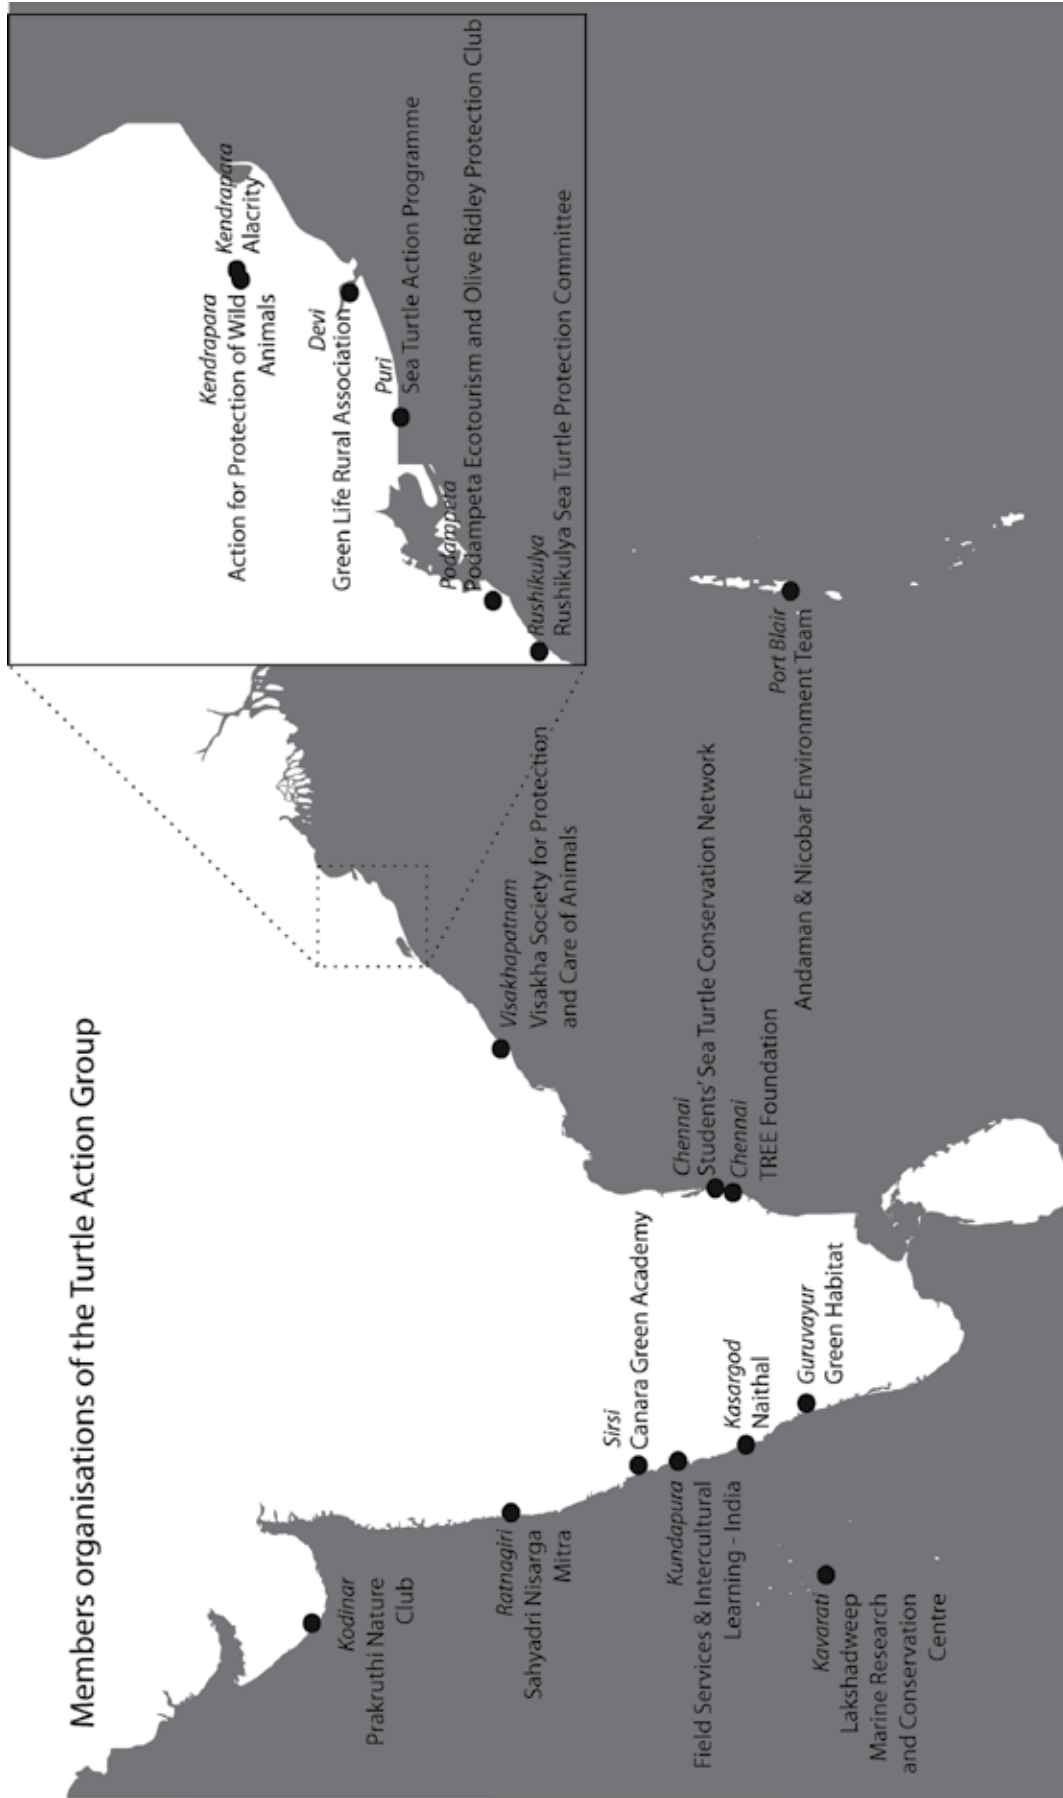 Members organisations of the Turtle Action Group
Kodinar
Prakruthi Nature
Club
Ratnagiri
Sahyadri Nisarga
Mitra
Sirsi
Canara Green Academy
Kundapura
Field Services & Intercultural
Learning - India
Kasargod
Naithal
Guruvayur
Green Habitat
Kavarati
Lakshadweep
Marine Research
and Conservation
Centre
Chennai
Students' Sea Turtle Conservation Network
Chennai
TREE Foundation
Visakhapatnam
Visakha Society for Protection
and Care of Animals
Port Blair
Andaman & Nicobar Environment Team
Kendrapara
Action for Protection of Wild
Animals
Kendrapara
Alacrity
Devi
Green Life Rural Association
Puri
Sea Turtle Action Programme
Podampeta
Podampeta Ecotourism and Olive Ridley Protection Club
Rushikulya
Rushikulya Sea Turtle Protection Committee